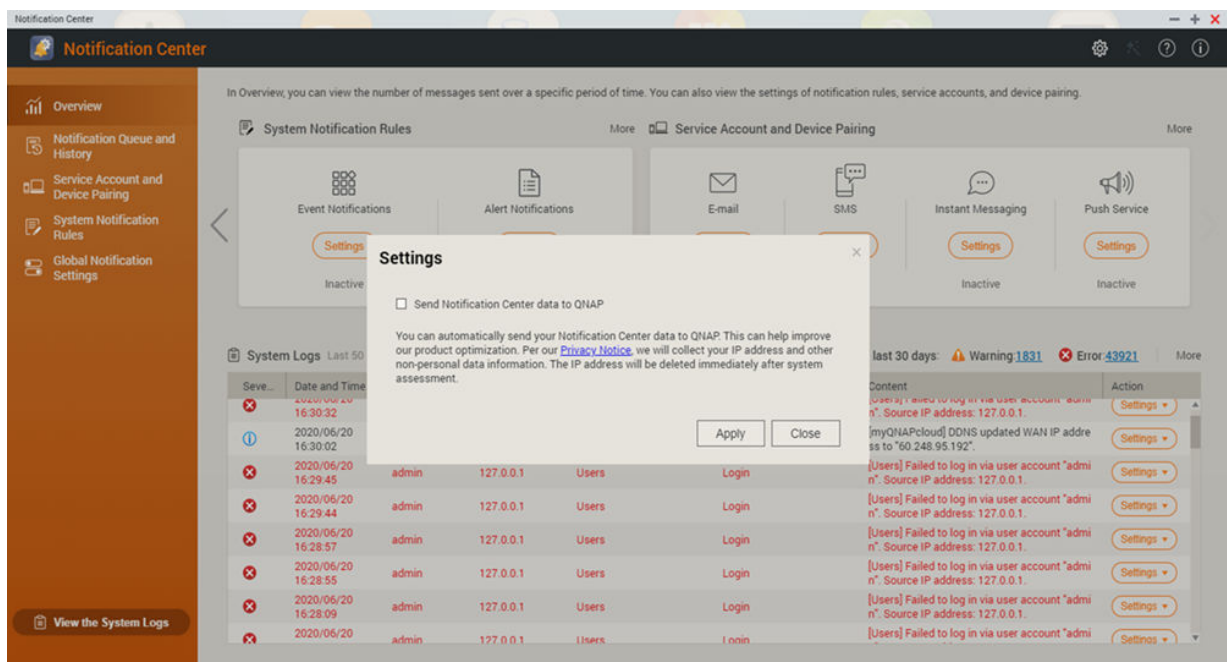 Notification Center
Notification Center
In Overview, you can view the number of messages sent over a specific period of time. You can also view the settings of notification rules, service accounts, and device pairing.
Overview
Notification Queue and
History
Service Account and
Device Pairing
System Notification
Rules
Global Notification
Settings
View the System Logs
System Notification Rules
More
Service Account and Device Pairing
More
Event Notifications
Alert Notifications
E-mail
SMS
Instant Messaging
Push Service
Settings
Settings
Settings
Inactive
Inactive
Inactive
Settings
Send Notification Center data to QNAP
You can automatically send your Notification Center data to QNAP. This can help improve
our product optimization. Per our Privacy Notice, we will collect your IP address and other
non-personal data information. The IP address will be deleted immediately after system
assessment.
Apply
Close
System Logs Last 50
last 30 days: Warning:1831 Error:43921 More
Seve... Date and Time Content Action
16:30:32 n". Source IP address: 127.0.0.1. Settings
2020/06/20 [myQNAPcloud] DDNS updated WAN IP addre
16:30:02 ss to "60.248.95.192". Settings
2020/06/20 [Users] Failed to log in via user account "admi
16:29:45 admin 127.0.0.1 Users Login n". Source IP address: 127.0.0.1. Settings
2020/06/20 [Users] Failed to log in via user account "admi
16:29:44 admin 127.0.0.1 Users Login n". Source IP address: 127.0.0.1. Settings
2020/06/20 [Users] Failed to log in via user account "admi
16:28:57 admin 127.0.0.1 Users Login n". Source IP address: 127.0.0.1. Settings
2020/06/20 [Users] Failed to log in via user account "admi
16:28:55 admin 127.0.0.1 Users Login n". Source IP address: 127.0.0.1. Settings
2020/06/20 [Users] Failed to log in via user account "admi
16:28:09 admin 127.0.0.1 Users Login n". Source IP address: 127.0.0.1. Settings
2020/06/20 [Users] Failed to log in via user account "admi
admin 127.0.0.1 Users Login Settings